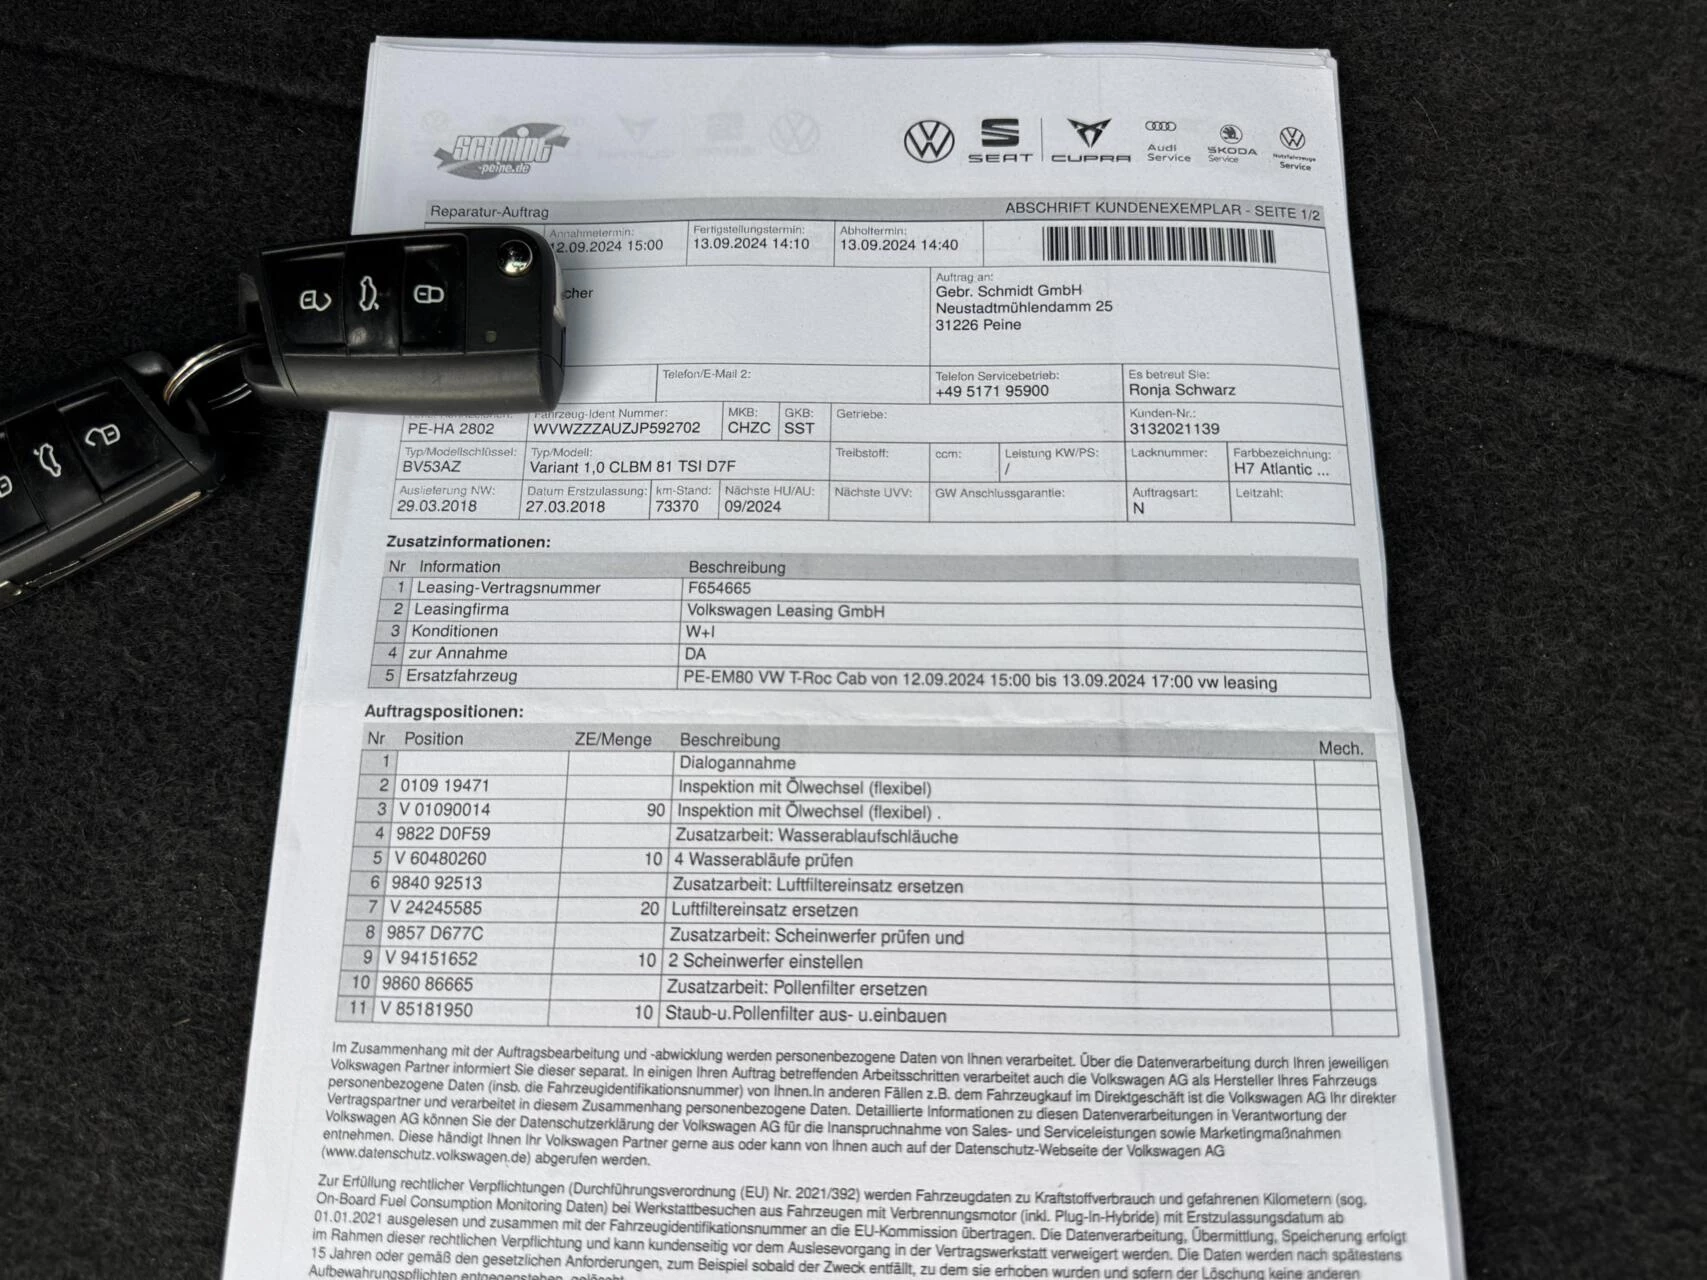 SCHMIDT
-peine.de
SEAT CUPRA Audi Service ŠKODA Service Nutzfahrzeuge Service
Reparatur-Auftrag ABSCHRIFT KUNDENEXEMPLAR - SEITE 1/2
Annahmetermin: Fertigstellungstermin: Abholtermin:
12.09.2024 15:00 13.09.2024 14:10 13.09.2024 14:40
Auftrag an:
Gebr. Schmidt GmbH
Neustadtmühlendamm 25
31226 Peine
Telefon/E-Mail 2: Telefon Servicebetrieb: Es betreut Sie:
+49 5171 95900 Ronja Schwarz
Fahrzeug-Ident Nummer: MKB: GKB: Getriebe: Kunden-Nr.:
PE-HA 2802 WVWZZZAUZJP592702 CHZC SST 3132021139
Typ/Modellschlüssel: Typ/Modell: Treibstoff: ccm: Leistung KW/PS: Lacknummer: Farbbezeichnung:
BV53AZ Variant 1,0 CLBM 81 TSI D7F / H7 Atlantic ...
Auslieferung NW: Datum Erstzulassung: km-Stand: Nächste HU/AU: Nächste UVV: GW Anschlussgarantie: Auftragsart: Leitzahl:
29.03.2018 27.03.2018 73370 09/2024 N
Zusatzinformationen:
Nr Information Beschreibung
1 Leasing-Vertragsnummer F654665
2 Leasingfirma Volkswagen Leasing GmbH
3 Konditionen W+I
4 zur Annahme DA
5 Ersatzfahrzeug PE-EM80 VW T-Roc Cab von 12.09.2024 15:00 bis 13.09.2024 17:00 vw leasing
Auftragspositionen:
Nr Position ZE/Menge Beschreibung Mech.
1 Dialogannahme
2 0109 19471 Inspektion mit Ölwechsel (flexibel)
3 V 01090014 90 Inspektion mit Ölwechsel (flexibel) .
4 9822 D0F59 Zusatzarbeit: Wasserablaufschläuche
5 V 60480260 10 4 Wasserabläufe prüfen
6 9840 92513 Zusatzarbeit: Luftfiltereinsatz ersetzen
7 V 24245585 20 Luftfiltereinsatz ersetzen
8 9857 D677C Zusatzarbeit: Scheinwerfer prüfen und
9 V 94151652 10 2 Scheinwerfer einstellen
10 9860 86665 Zusatzarbeit: Pollenfilter ersetzen
11 V 85181950 10 Staub-u.Pollenfilter aus- u.einbauen
Im Zusammenhang mit der Auftragsbearbeitung und -abwicklung werden personenbezogene Daten von Ihnen verarbeitet. Über die Datenverarbeitung durch Ihren jeweiligen
Volkswagen Partner informiert Sie dieser separat. In einigen Ihren Auftrag betreffenden Arbeitsschritten verarbeitet auch die Volkswagen AG als Hersteller Ihres Fahrzeugs
personenbezogene Daten (insb. die Fahrzeugidentifikationsnummer) von Ihnen.In anderen Fällen z.B. dem Fahrzeugkauf im Direktgeschäft ist die Volkswagen AG Ihr direkter
Vertragspartner und verarbeitet in diesem Zusammenhang personenbezogene Daten. Detaillierte Informationen zu diesen Datenverarbeitungen in Verantwortung der
Volkswagen AG können Sie der Datenschutzerklärung der Volkswagen AG für die Inanspruchnahme von Sales- und Serviceleistungen sowie Marketingmaßnahmen
entnehmen. Diese händigt Ihnen Ihr Volkswagen Partner gerne aus oder kann von Ihnen auch auf der Datenschutz-Webseite der Volkswagen AG
(www.datenschutz.volkswagen.de) abgerufen werden.
Zur Erfüllung rechtlicher Verpflichtungen (Durchführungsverordnung (EU) Nr. 2021/392) werden Fahrzeugdaten zu Kraftstoffverbrauch und gefahrenen Kilometern (sog.
On-Board Fuel Consumption Monitoring Daten) bei Werkstattbesuchen aus Fahrzeugen mit Verbrennungsmotor (inkl. Plug-In-Hybride) mit Erstzulassungsdatum ab
01.01.2021 ausgelesen und zusammen mit der Fahrzeugidentifikationsnummer an die EU-Kommission übertragen. Die Datenverarbeitung, Übermittlung, Speicherung erfolgt
im Rahmen dieser rechtlichen Verpflichtung und kann kundenseitig vor dem Auslesevorgang in der Vertragswerkstatt verweigert werden. Die Daten werden nach spätestens
15 Jahren oder gemäß den gesetzlichen Anforderungen, zum Beispiel sobald der Zweck entfällt, zu dem sie erhoben wurden und sofern der Löschung keine anderen
Aufbewahrungspflichten entgegenstehen, gelöscht.